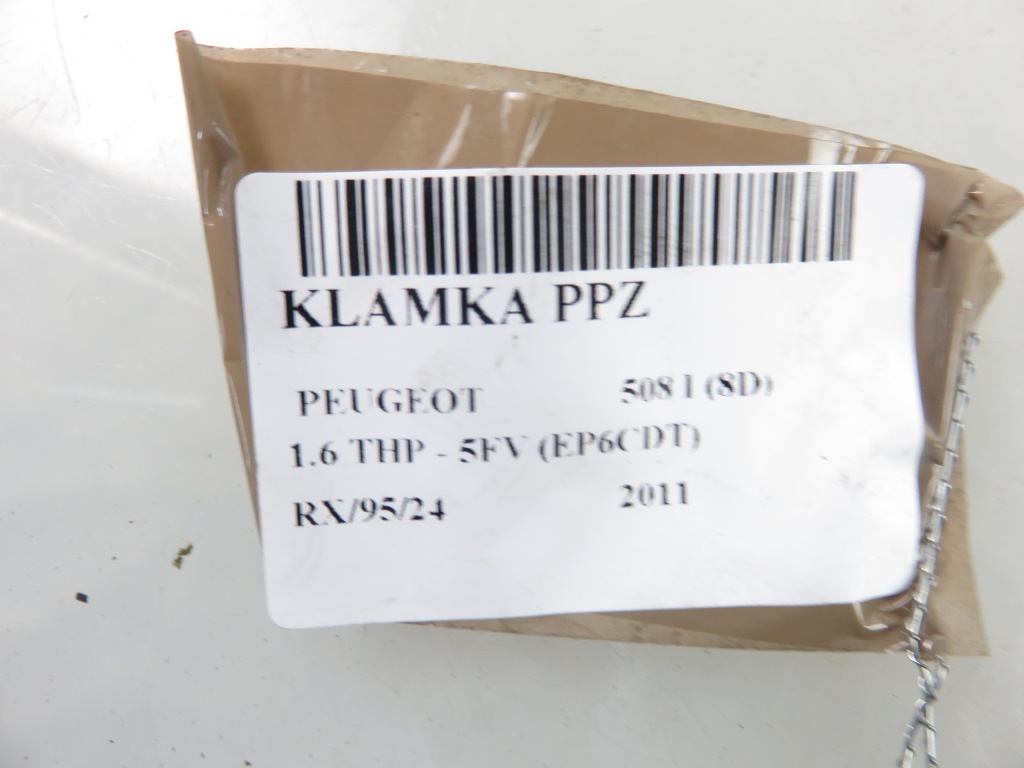 KLAMKA PPZ
PEUGEOT 508 I (8D)
1.6 THP - 5FV (EP6CDT)
RX/95/24 2011